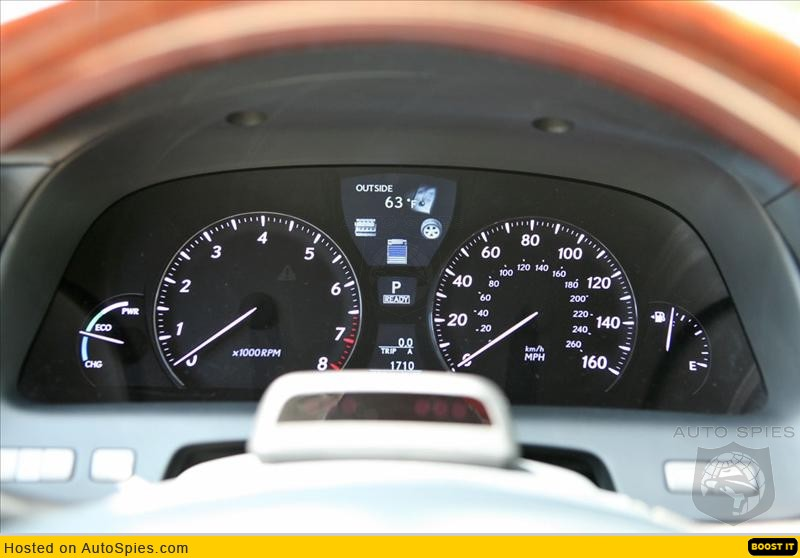 OUTSIDE
63 °F
P
READY
PWR
ECO
CHG
0 1 2 3 4 5 6 7 8
x1000RPM
0.0
TRIP A
1710
0 20 40 60 80 100 120 140 160
20 40 60 80 100 120 140 160 180 200 220 240 260
km/h
MPH
E
AUTO SPIES
Hosted on AutoSpies.com
BOOST IT